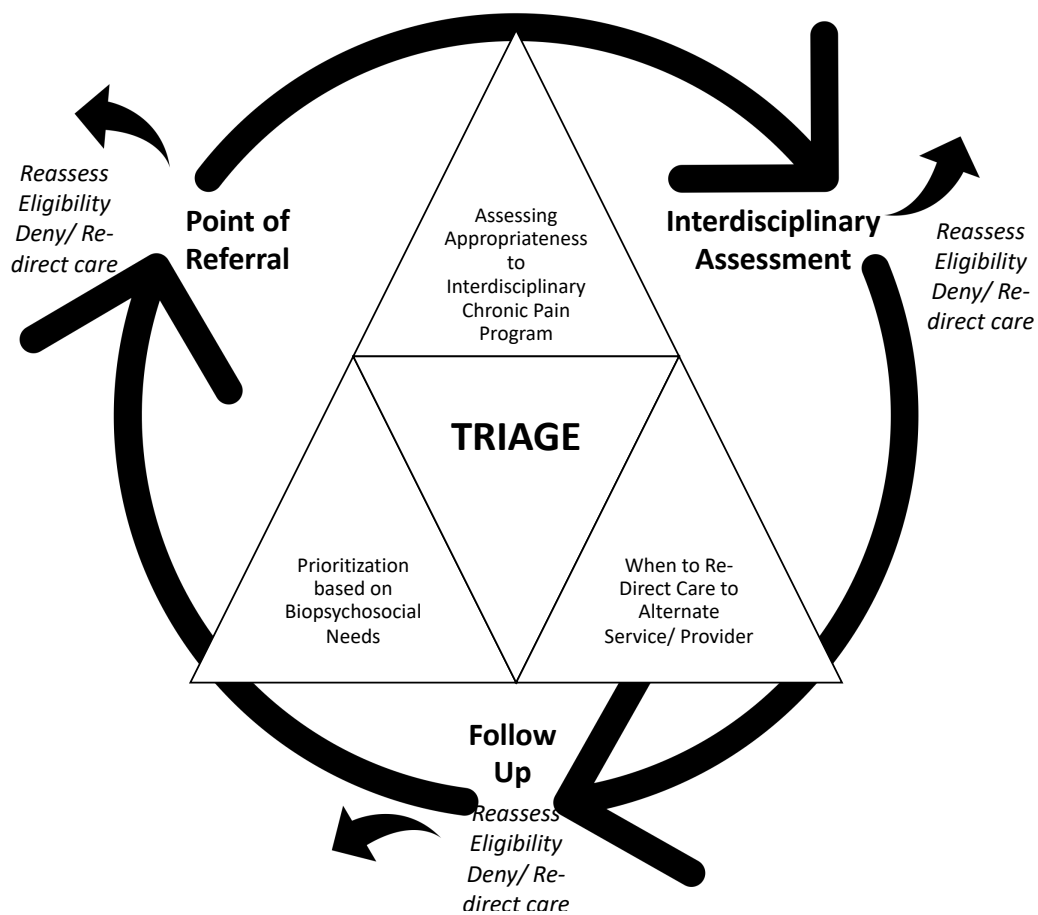 Reassess
Eligibility
Deny/ Re-
direct care
Point of
Referral
Assessing
Appropriateness
to
Interdisciplinary
Chronic Pain
Program
Interdisciplinary
Assessment
Reassess
Eligibility
Deny/ Re-
direct care
TRIAGE
Prioritization
based on
Biopsychosocial
Needs
When to Re-
Direct Care to
Alternate
Service/ Provider
Follow
Up
Reassess
Eligibility
Deny/ Re-
direct care